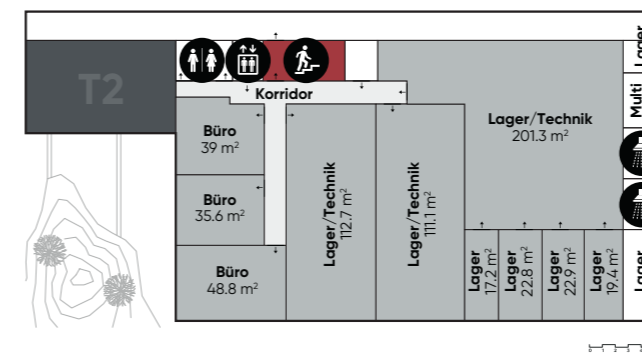 T2
Korridor
Büro
39 m²
Büro
35.6 m²
Büro
48.8 m²
Lager/Technik
112.7 m²
Lager/Technik
111.1 m²
Lager/Technik
201.3 m²
Lager
17.2 m²
Lager
22.8 m²
Lager
22.9 m²
Lager
19.4 m²
Lager
Multi
Lager